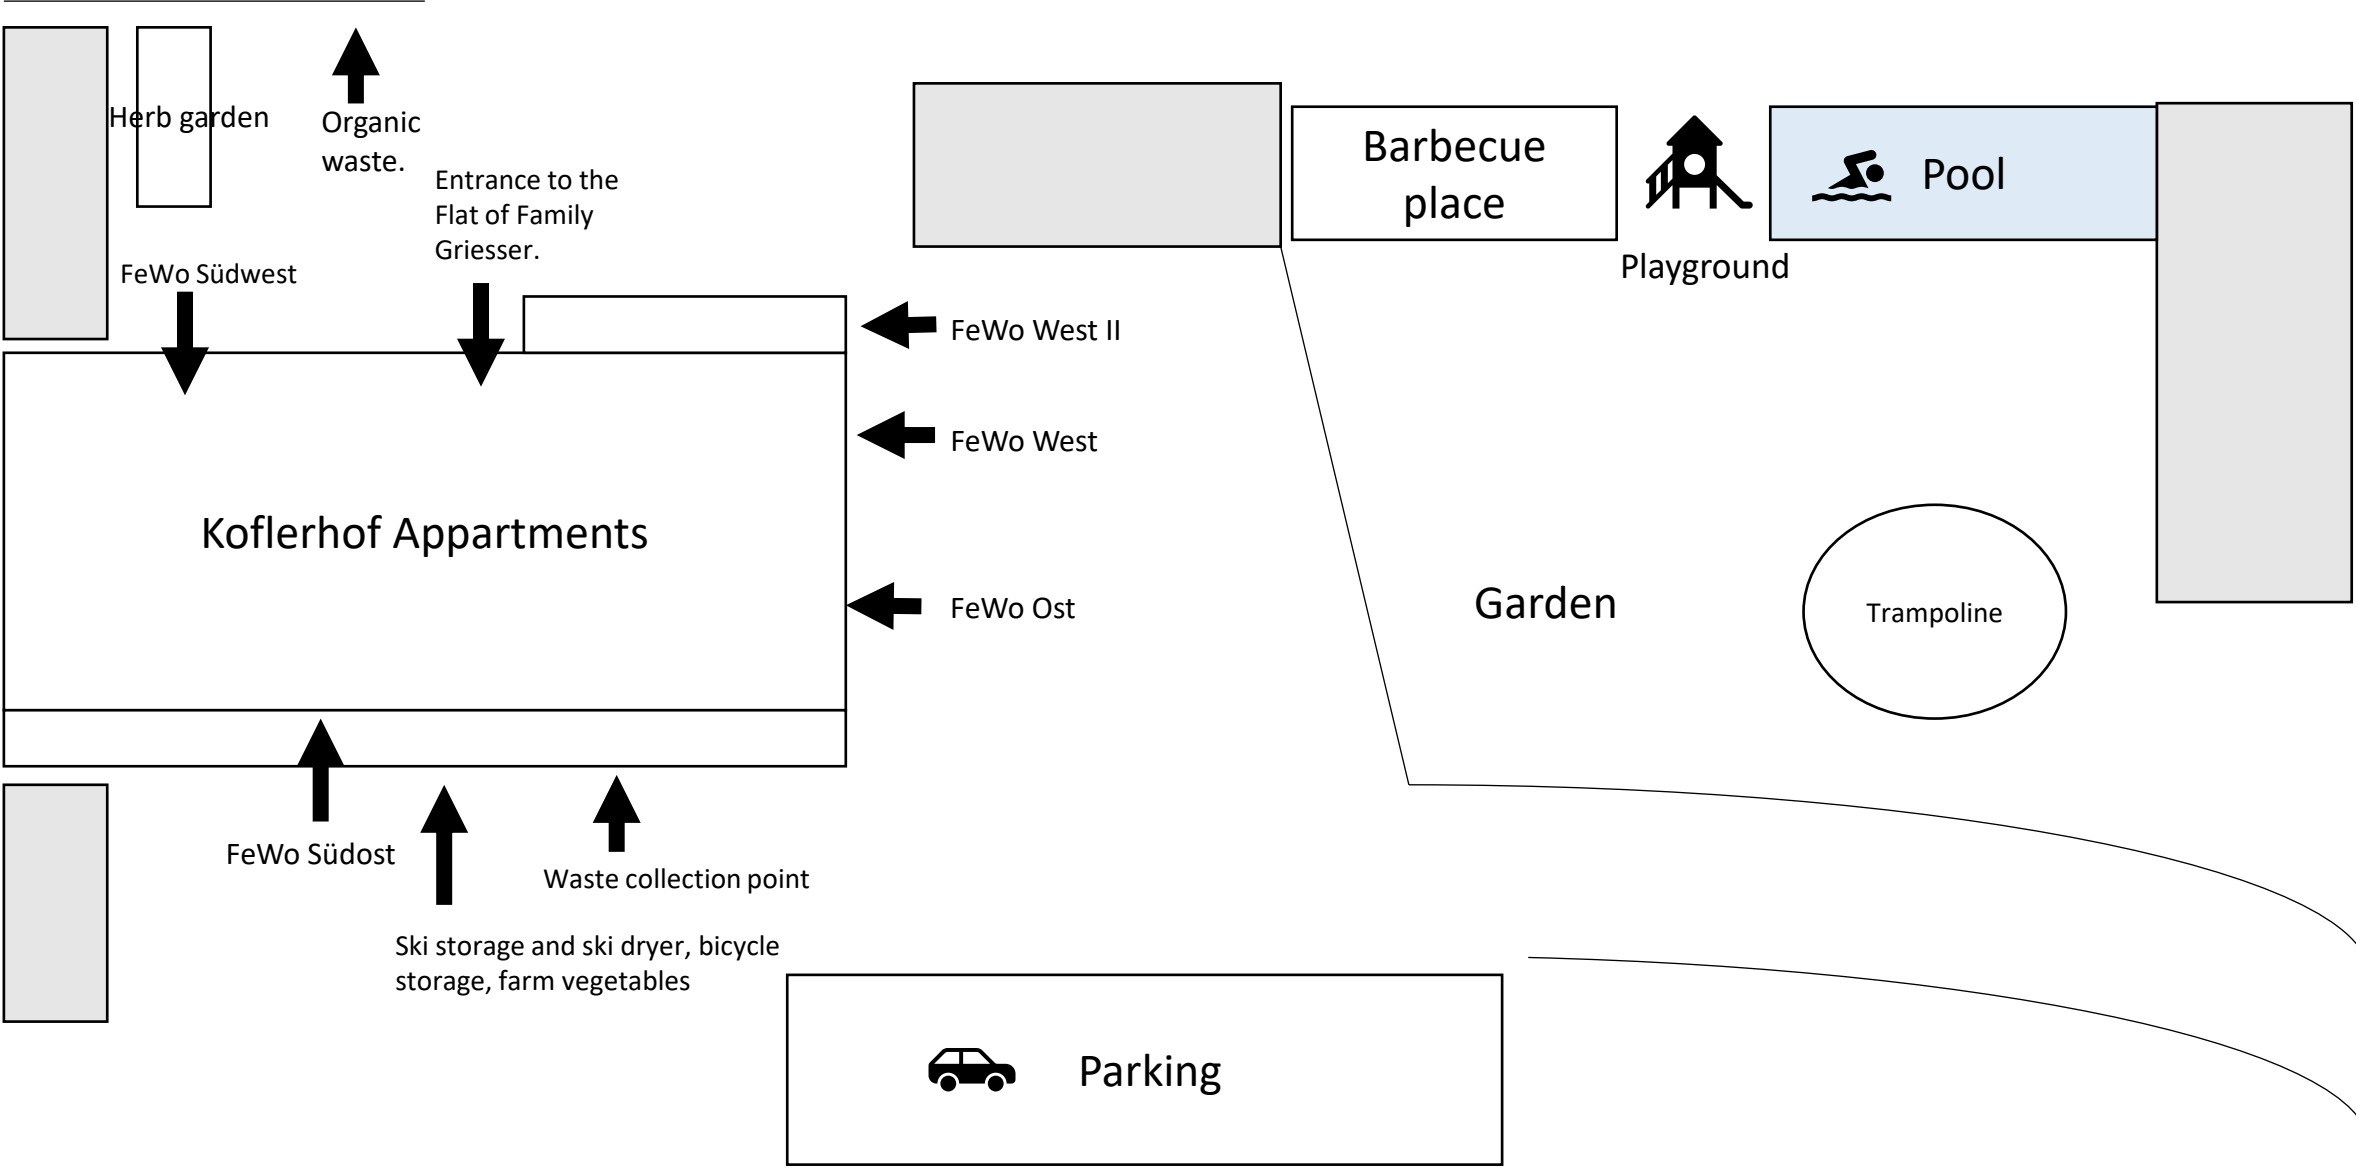 Herb garden
Organic
waste.
Entrance to the
Flat of Family
Griesser.
FeWo Südwest
Barbecue
place
Playground
Pool
FeWo West II
FeWo West
Koflerhof Appartments
FeWo Ost
Garden
Trampoline
FeWo Südost
Waste collection point
Ski storage and ski dryer, bicycle
storage, farm vegetables
Parking